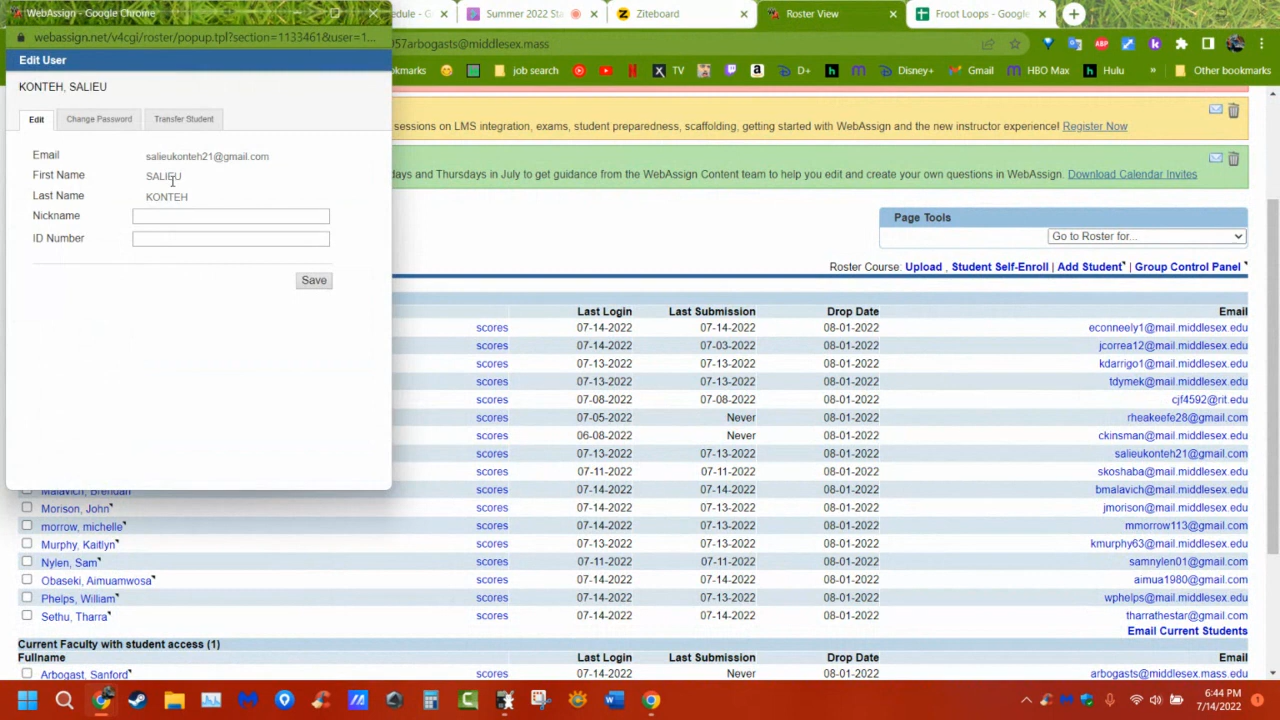 WebAssign - Google Chrome
edule - G
Summer 2022 Sta
Ziteboard
Roster View
Froot Loops - Google
webassign.net/v4cgi/roster/popup.tpl?section=1133461&user=1...
057arbogasts@middlesex.mass
Edit User
job search
TV
D+
Disney+
Gmail
HBO Max
Hulu
»
Other bookmarks
KONTEH, SALIEU
Edit
Change Password
Transfer Student
sessions on LMS integration, exams, student preparedness, scaffolding, getting started with WebAssign and the new instructor experience! Register Now
Email salieukonteh21@gmail.com
First Name SALIEU
Last Name KONTEH
Nickname
ID Number
Save
days and Thursdays in July to get guidance from the WebAssign Content team to help you edit and create your own questions in WebAssign. Download Calendar Invites
Page Tools
Go to Roster for...
Roster Course: Upload , Student Self-Enroll | Add Student | Group Control Panel
Last Login Last Submission Drop Date Email
scores 07-14-2022 07-14-2022 08-01-2022 econneely1@mail.middlesex.edu
scores 07-14-2022 07-03-2022 08-01-2022 jcorrea12@mail.middlesex.edu
scores 07-13-2022 07-13-2022 08-01-2022 kdarrigo1@mail.middlesex.edu
scores 07-13-2022 07-13-2022 08-01-2022 tdymek@mail.middlesex.edu
scores 07-08-2022 07-08-2022 08-01-2022 cjf4592@rit.edu
scores 07-05-2022 Never 08-01-2022 rheakeefe28@gmail.com
scores 06-08-2022 Never 08-01-2022 ckinsman@mail.middlesex.edu
scores 07-13-2022 07-13-2022 08-01-2022 salieukonteh21@gmail.com
scores 07-11-2022 07-11-2022 08-01-2022 skoshaba@mail.middlesex.edu
Malavich, Brendan scores 07-14-2022 07-14-2022 08-01-2022 bmalavich@mail.middlesex.edu
Morison, John scores 07-14-2022 07-13-2022 08-01-2022 jmorison@mail.middlesex.edu
morrow, michelle scores 07-14-2022 07-13-2022 08-01-2022 mmorrow113@gmail.com
Murphy, Kaitlyn scores 07-13-2022 07-13-2022 08-01-2022 kmurphy63@mail.middlesex.edu
Nylen, Sam scores 07-11-2022 07-11-2022 08-01-2022 samnylen01@gmail.com
Obaseki, Aimuamwosa scores 07-14-2022 07-14-2022 08-01-2022 aimua1980@gmail.com
Phelps, William scores 07-14-2022 07-13-2022 08-01-2022 wphelps@mail.middlesex.edu
Sethu, Tharra scores 07-14-2022 07-14-2022 08-01-2022 tharrathestar@gmail.com
Email Current Students
Current Faculty with student access (1)
Fullname Last Login Last Submission Drop Date Email
Arbogast, Sanford scores 07-14-2022 Never 08-01-2022 arbogasts@middlesex.mass.edu
6:44 PM
7/14/2022